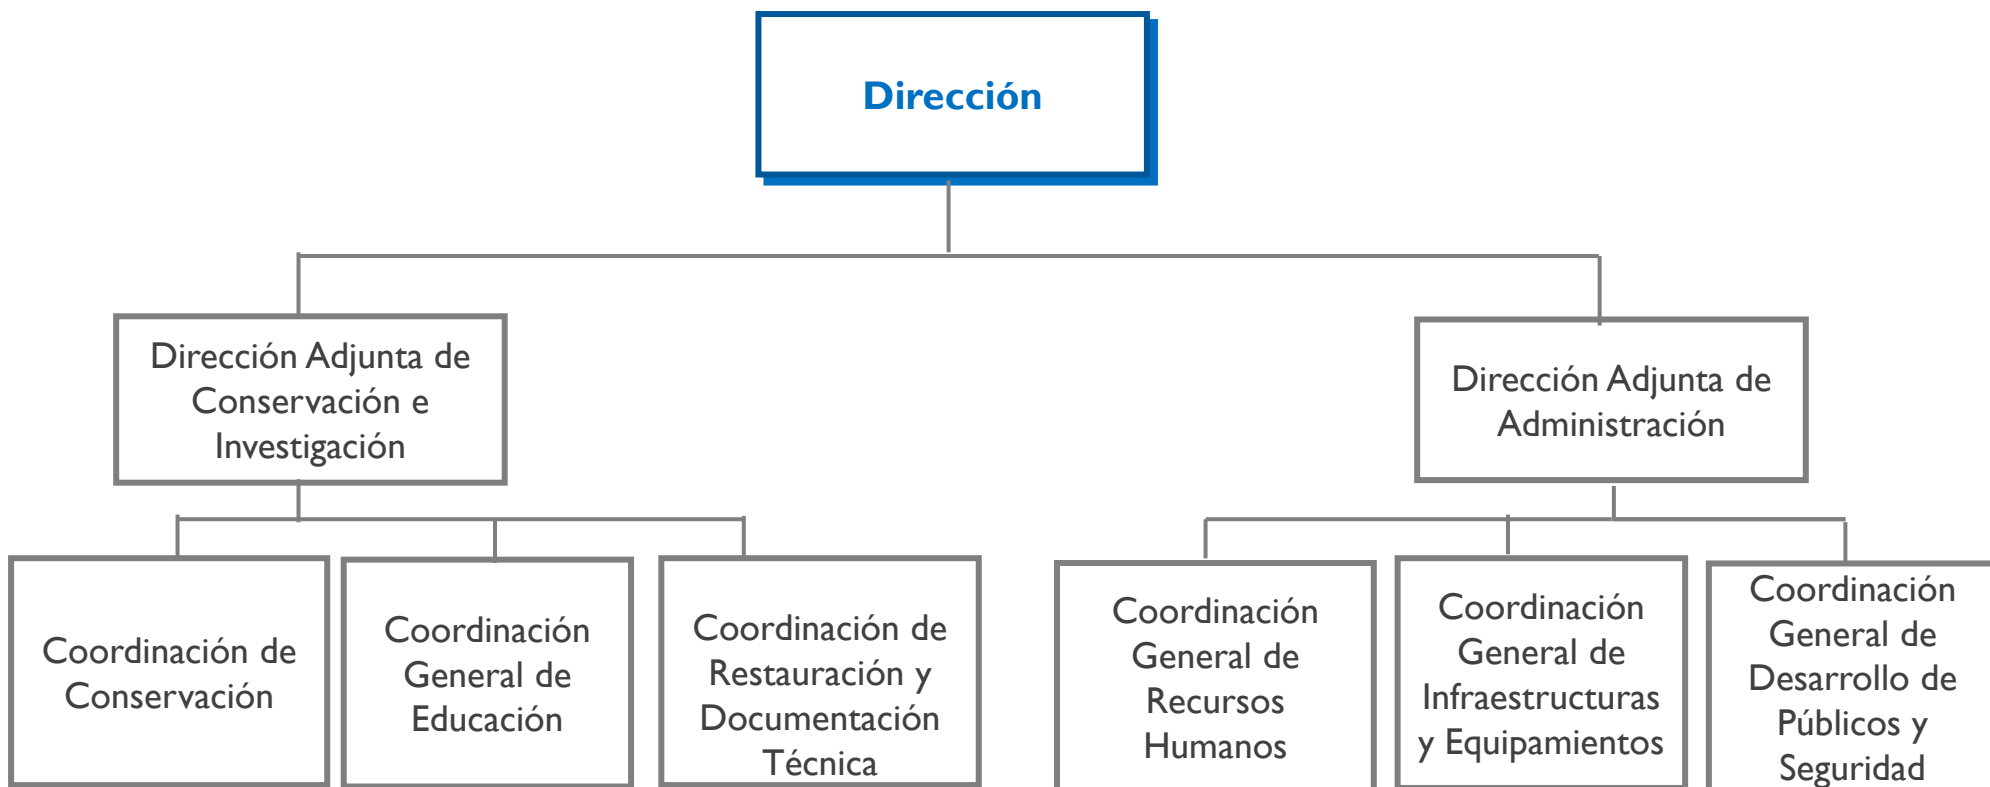 Dirección
Dirección Adjunta de
Conservación e
Investigación
Dirección Adjunta de
Administración
Coordinación de
Conservación
Coordinación
General de
Educación
Coordinación de
Restauración y
Documentación
Técnica
Coordinación
General de
Recursos
Humanos
Coordinación
General de
Infraestructuras
y Equipamientos
Coordinación
General de
Desarrollo de
Públicos y
Seguridad